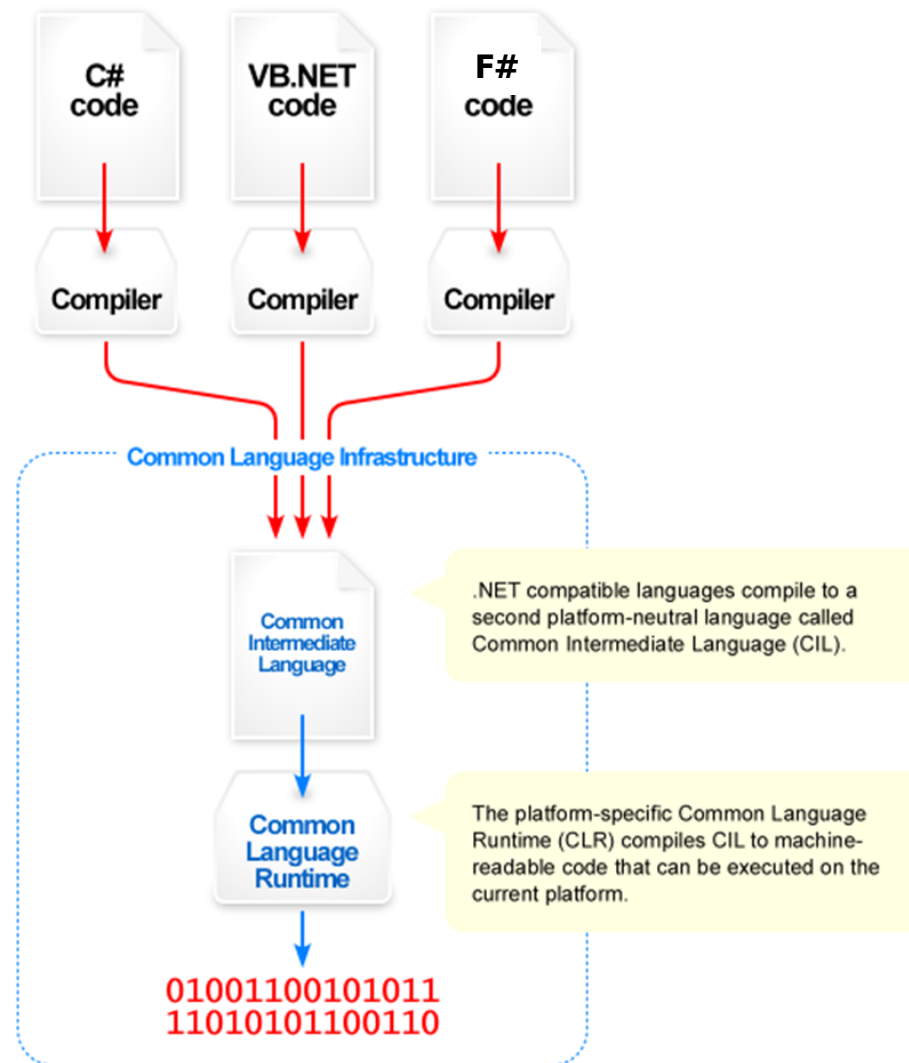 C#
code
VB.NET
code
F#
code
Compiler
Compiler
Compiler
Common Language Infrastructure
Common
Intermediate
Language
.NET compatible languages compile to a
second platform-neutral language called
Common Intermediate Language (CIL).
Common
Language
Runtime
The platform-specific Common Language
Runtime (CLR) compiles CIL to machine-
readable code that can be executed on the
current platform.
01001100101011
11010101100110